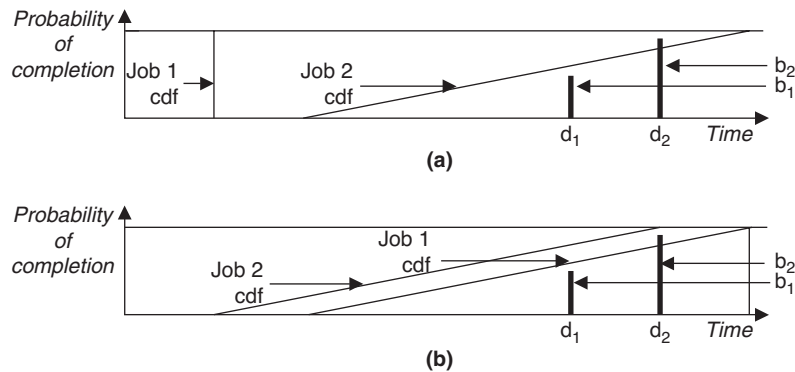 Probability
of
completion
Job 1
cdf
Job 2
cdf
b2
b1
d1
d2
Time
(a)
Probability
of
completion
Job 1
cdf
Job 2
cdf
b2
b1
d1
d2
Time
(b)